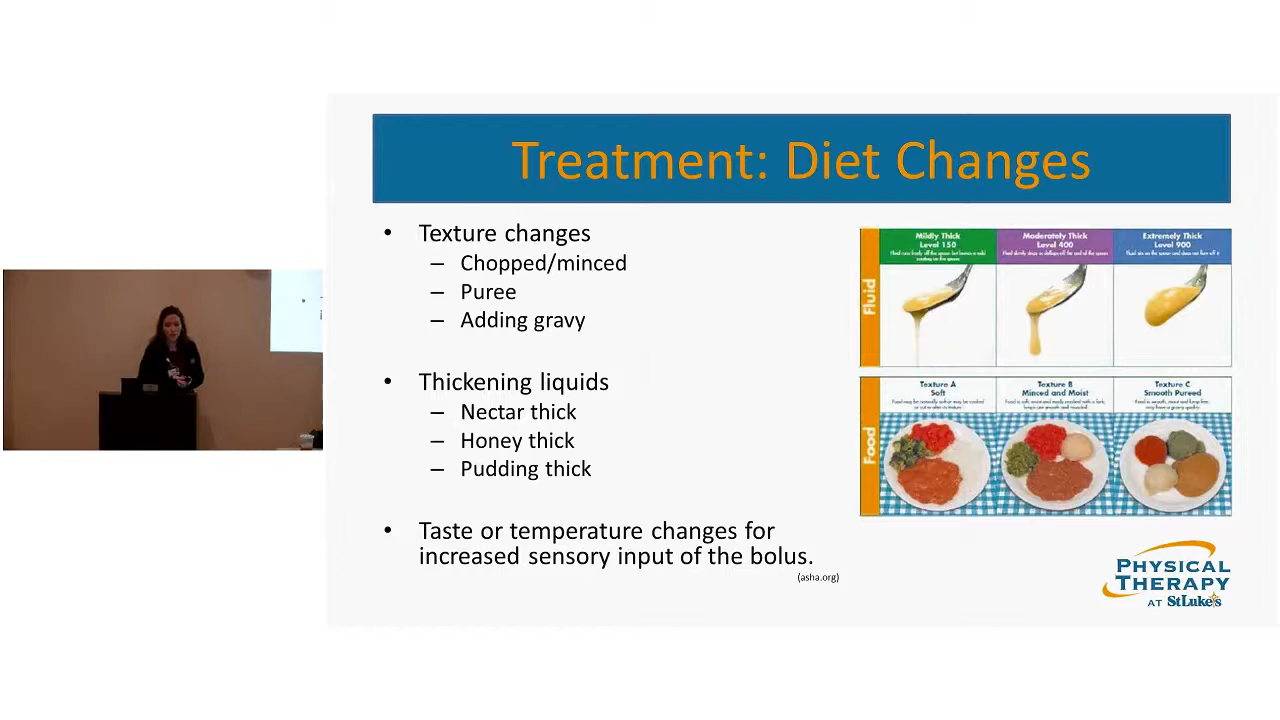 Treatment: Diet Changes
• Texture changes
– Chopped/minced
– Puree
– Adding gravy
• Thickening liquids
– Nectar thick
– Honey thick
– Pudding thick
• Taste or temperature changes for
increased sensory input of the bolus.
(asha.org)
Fluid
Mildly Thick
Level 150
Moderately Thick
Level 400
Extremely Thick
Level 900
Food
Texture A
Soft
Texture B
Minced and Moist
Texture C
Smooth Pureed
PHYSICAL
THERAPY
AT StLuke's